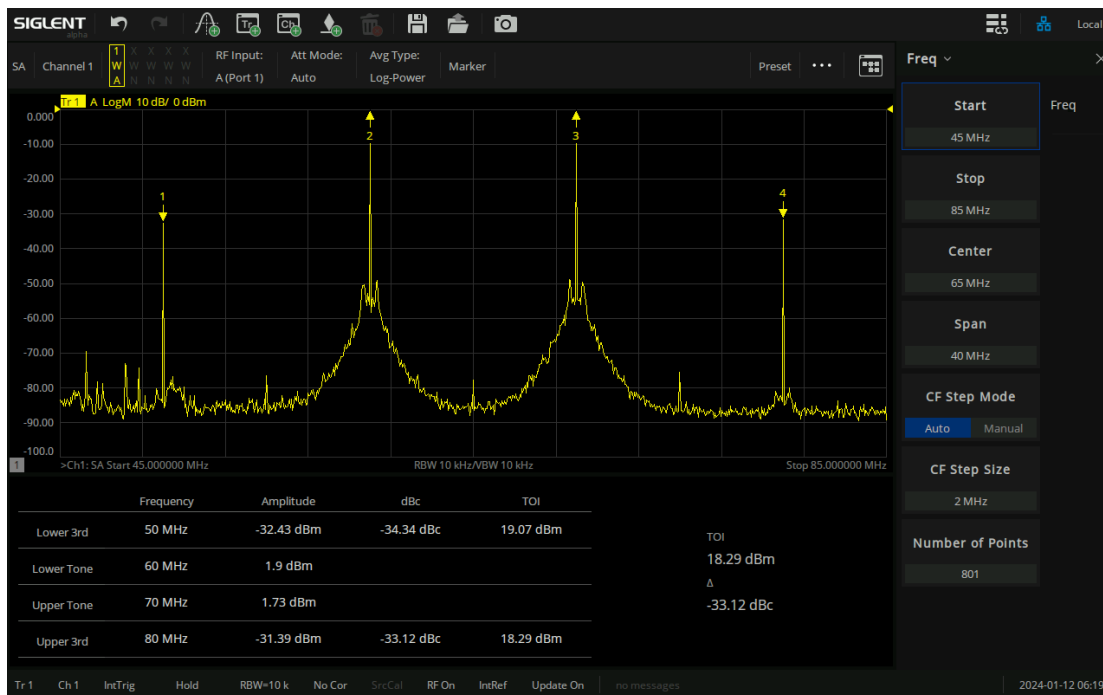 SIGLENT
alpha
Tr
Ch
Local
SA Channel 1
1 X X X X
W W W W W
A N N N N
RF Input:
A (Port 1)
Att Mode:
Auto
Avg Type:
Log-Power
Marker
Preset
Freq
Tr 1 A LogM 10 dB/ 0 dBm
0.000
-10.00
-20.00
-30.00
-40.00
-50.00
-60.00
-70.00
-80.00
-90.00
-100.0
1
2
3
4
1 >Ch1: SA Start 45.000000 MHz RBW 10 kHz/VBW 10 kHz Stop 85.000000 MHz
Frequency Amplitude dBc TOI
Lower 3rd 50 MHz -32.43 dBm -34.34 dBc 19.07 dBm
Lower Tone 60 MHz 1.9 dBm
Upper Tone 70 MHz 1.73 dBm
Upper 3rd 80 MHz -31.39 dBm -33.12 dBc 18.29 dBm
TOI
18.29 dBm
Δ
-33.12 dBc
Start
45 MHz
Freq
Stop
85 MHz
Center
65 MHz
Span
40 MHz
CF Step Mode
Auto Manual
CF Step Size
2 MHz
Number of Points
801
Tr 1 Ch 1 IntTrig Hold RBW=10 k No Cor SrcCal RF On IntRef Update On no messages 2024-01-12 06:19